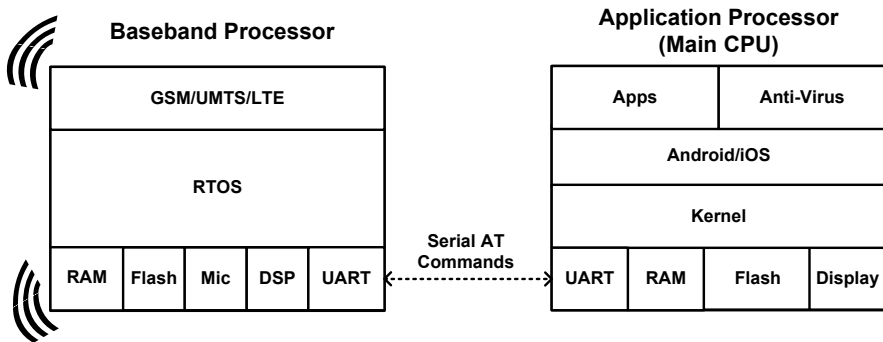 Baseband Processor
Application Processor
(Main CPU)
GSM/UMTS/LTE
RTOS
RAM
Flash
Mic
DSP
UART
Serial AT
Commands
Apps
Anti-Virus
Android/iOS
Kernel
UART
RAM
Flash
Display